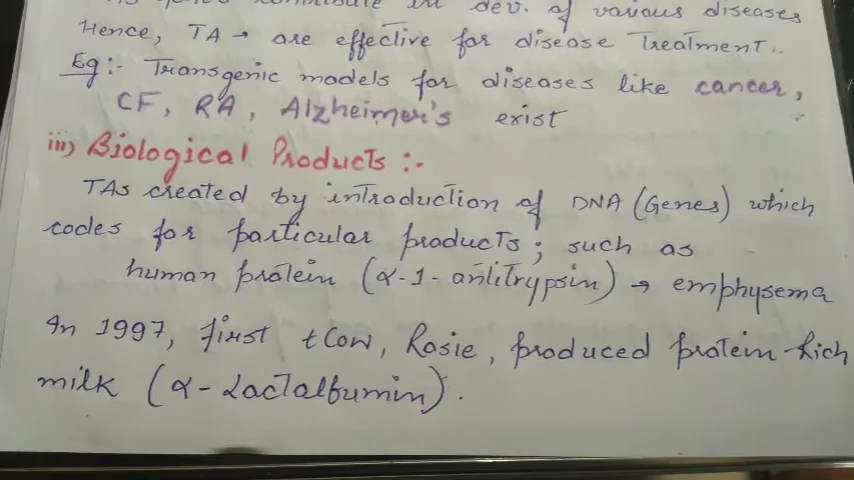 contribute in dev. of various diseases
Hence, TA → are effective for disease Treatment..
Eg:- Transgenic models for diseases like cancer,
CF, RA, Alzheimer's exist
iii) Biological Products :-
TAs created by introduction of DNA (Genes) which
codes for particular products; such as
human protein (α-1-antitrypsin) → emphysema
In 1997, first tCow, Rosie, produced protein-Rich
milk (α-Lactalbumin).